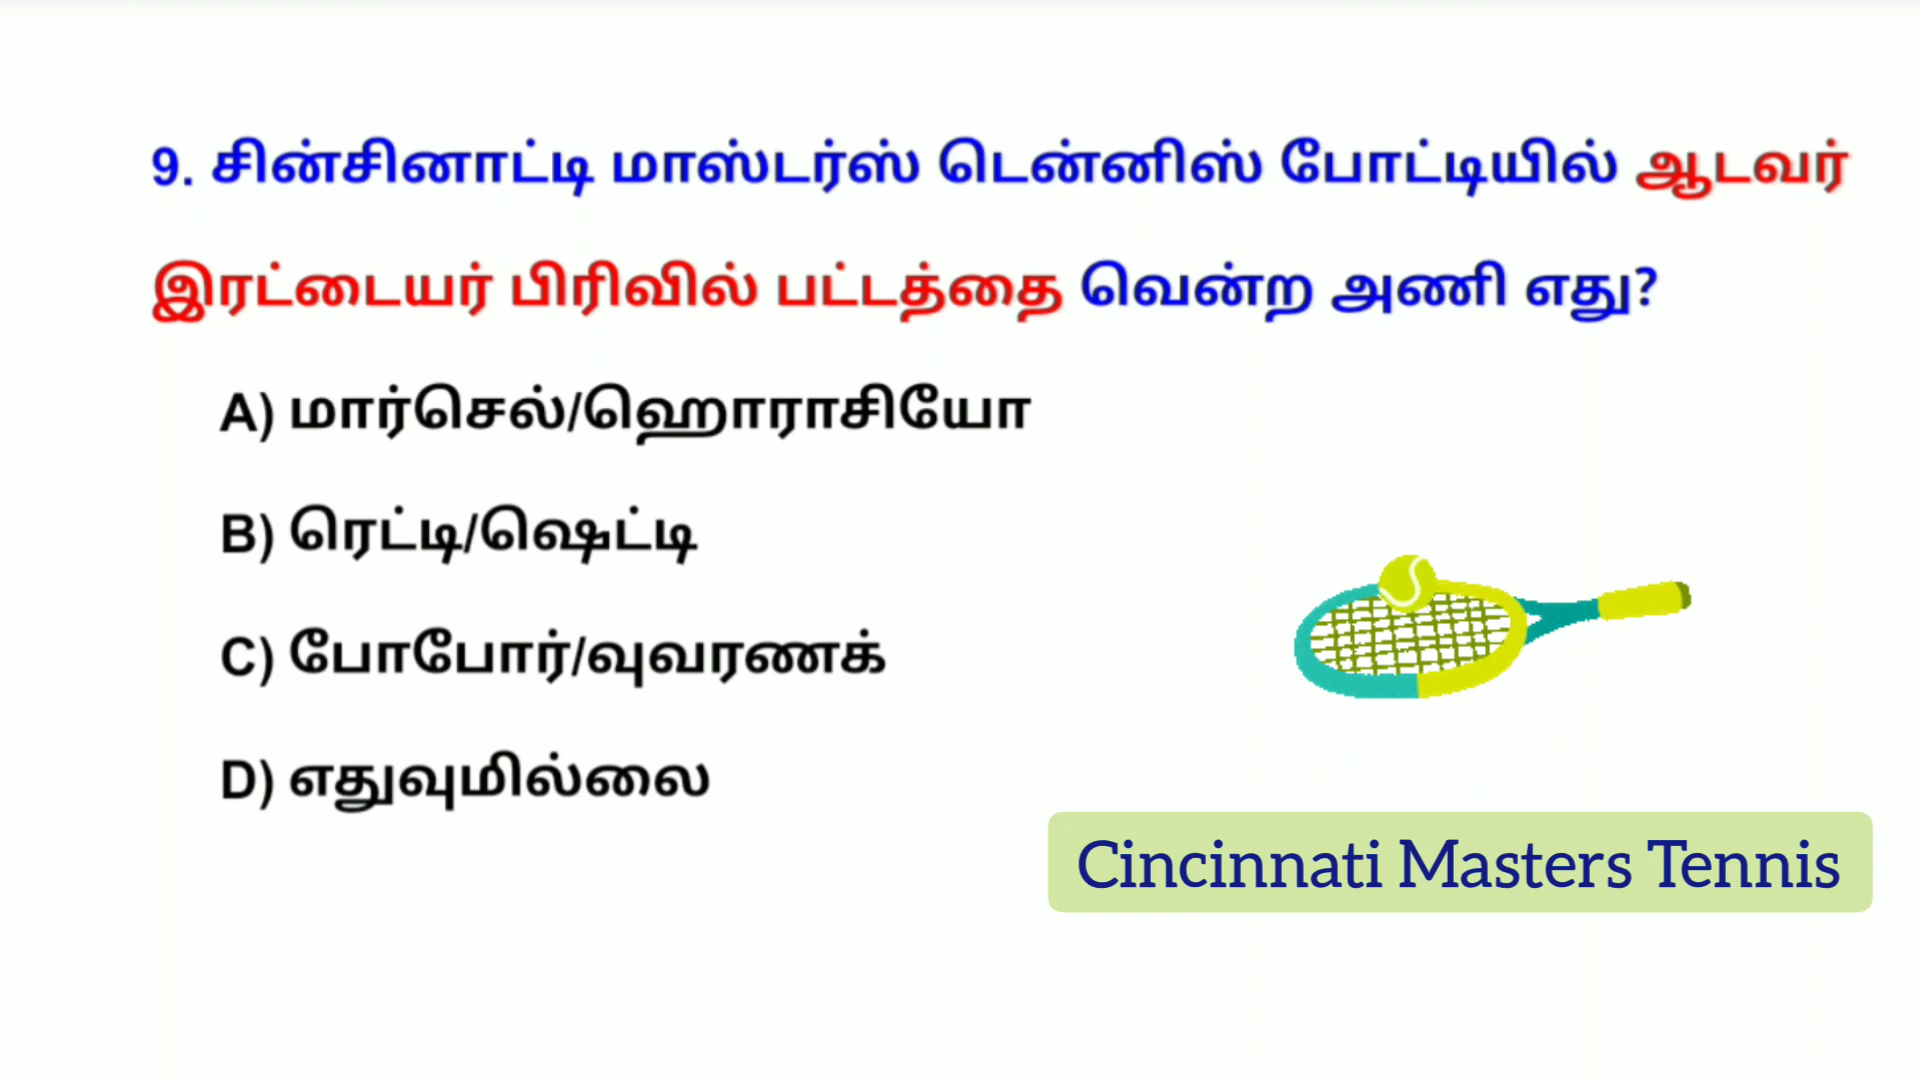 9. சின்சினாட்டி மாஸ்டர்ஸ் டென்னிஸ் போட்டியில் ஆடவர்
இரட்டையர் பிரிவில் பட்டத்தை வென்ற அணி எது?
A) மார்செல்/ஹொராசியோ
B) ரெட்டி/ஷெட்டி
C) போபோர்/வுவரணக்
D) எதுவுமில்லை
Cincinnati Masters Tennis